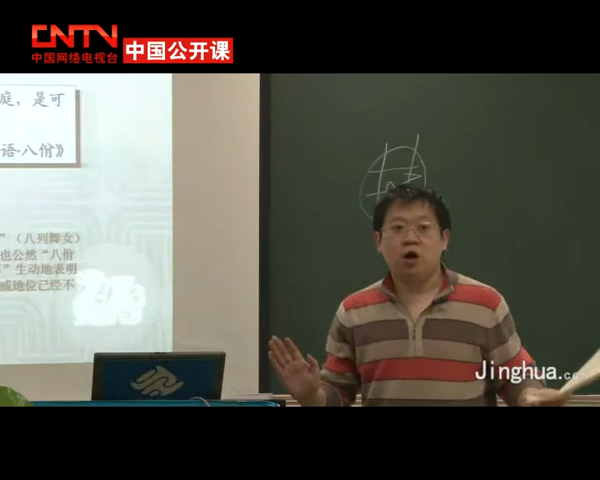 CNTV
中国网络电视台
中国公开课
庭，是可
语·八佾》
”（八列舞女）
也公然“八佾
”生动地表明
威地位已经不
Jinghua.com